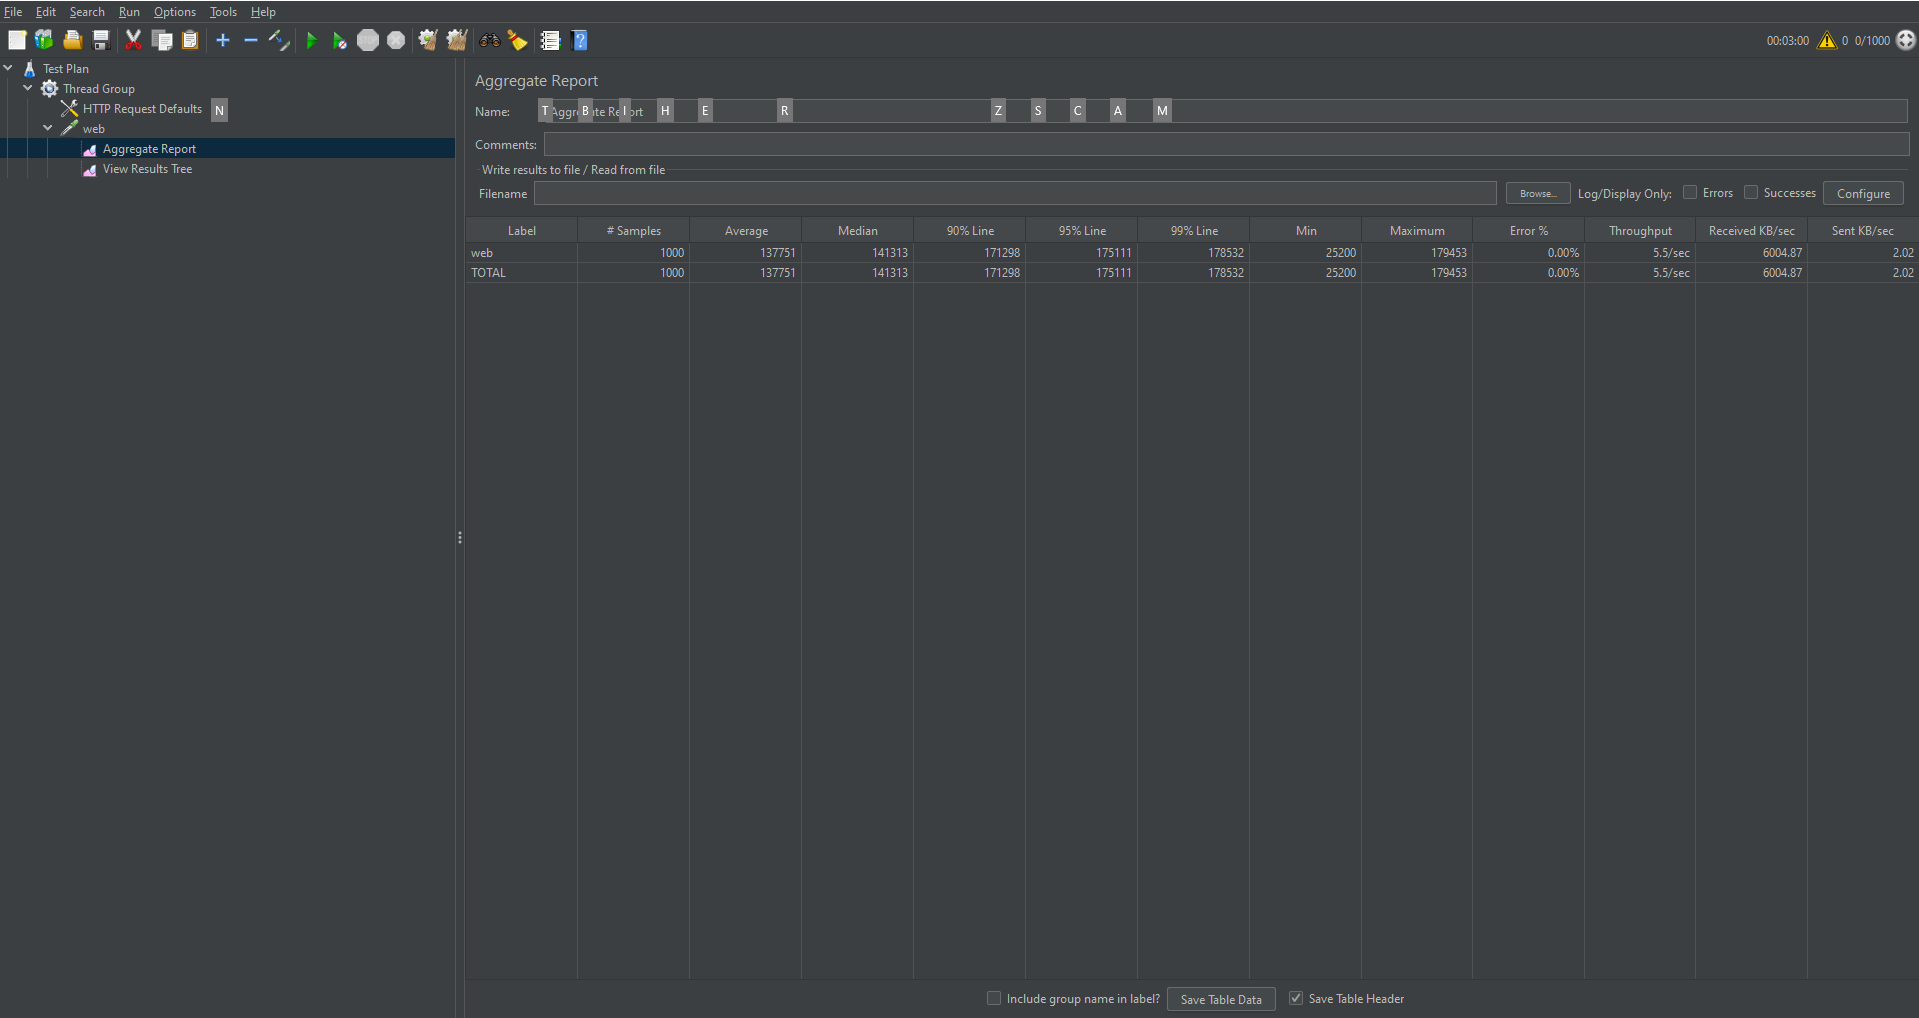 File Edit Search Run Options Tools Help
00:03:00 0 0/1000
Test Plan
Thread Group
HTTP Request Defaults N
web
Aggregate Report
View Results Tree
Aggregate Report
Name: T Aggr B te I Re ort H E R Z S C A M
Comments:
Write results to file / Read from file
Filename Browse... Log/Display Only: Errors Successes Configure
Label # Samples Average Median 90% Line 95% Line 99% Line Min Maximum Error % Throughput Received KB/sec Sent KB/sec
web 1000 137751 141313 171298 175111 178532 25200 179453 0.00% 5.5/sec 6004.87 2.02
TOTAL 1000 137751 141313 171298 175111 178532 25200 179453 0.00% 5.5/sec 6004.87 2.02
Include group name in label? Save Table Data Save Table Header